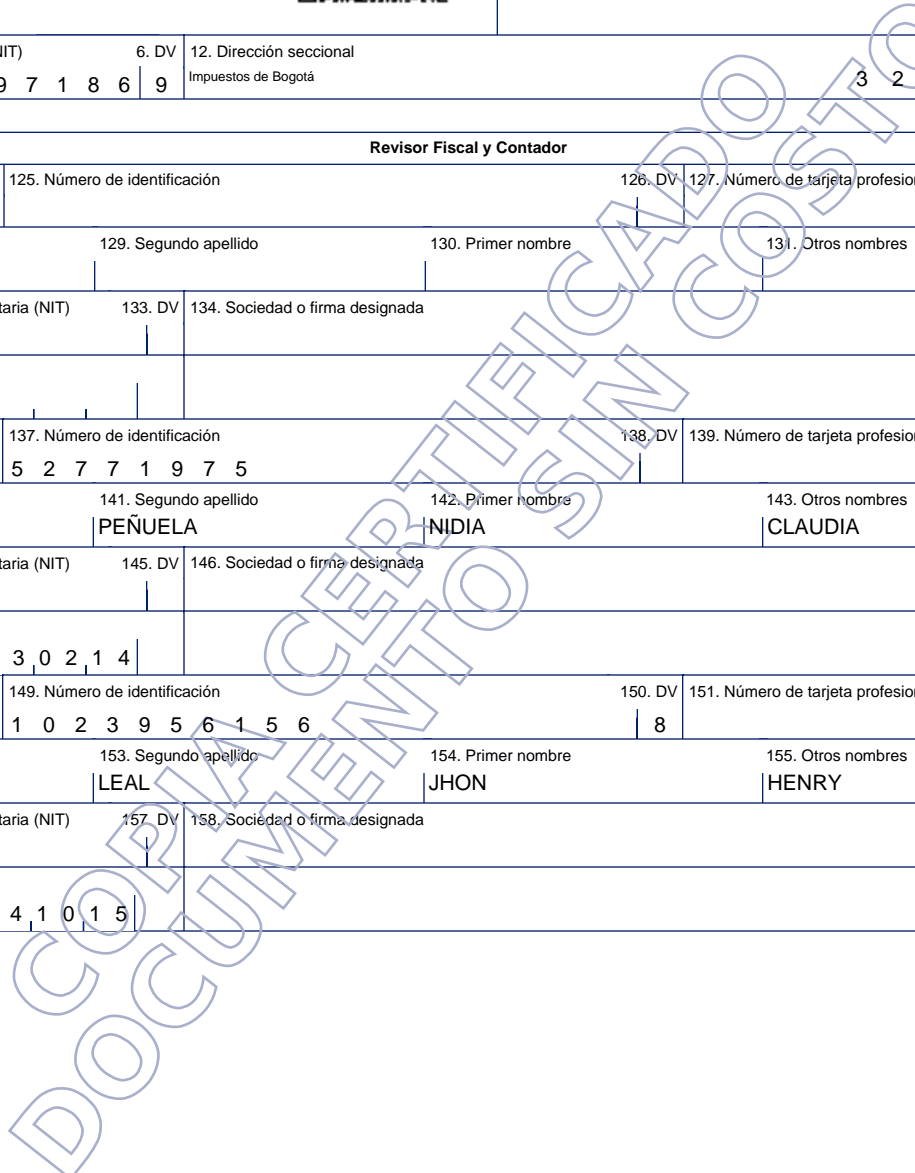 NIT) 6. DV 12. Dirección seccional
9 7 1 8 6 9 Impuestos de Bogotá 3 2
Revisor Fiscal y Contador
125. Número de identificación 126. DV 127. Número de tarjeta profesion
129. Segundo apellido 130. Primer nombre 131. Otros nombres
taria (NIT) 133. DV 134. Sociedad o firma designada
137. Número de identificación 138. DV 139. Número de tarjeta profesion
5 2 7 7 1 9 7 5
141. Segundo apellido 142. Primer nombre 143. Otros nombres
PEÑUELA NIDIA CLAUDIA
taria (NIT) 145. DV 146. Sociedad o firma designada
3 0 2 1 4
149. Número de identificación 150. DV 151. Número de tarjeta profesion
1 0 2 3 9 5 6 1 5 6 8
153. Segundo apellido 154. Primer nombre 155. Otros nombres
LEAL JHON HENRY
taria (NIT) 157. DV 158. Sociedad o firma designada
4 1 0 1 5
COPIA CERTIFICADO
DOCUMENTO SIN COSTO